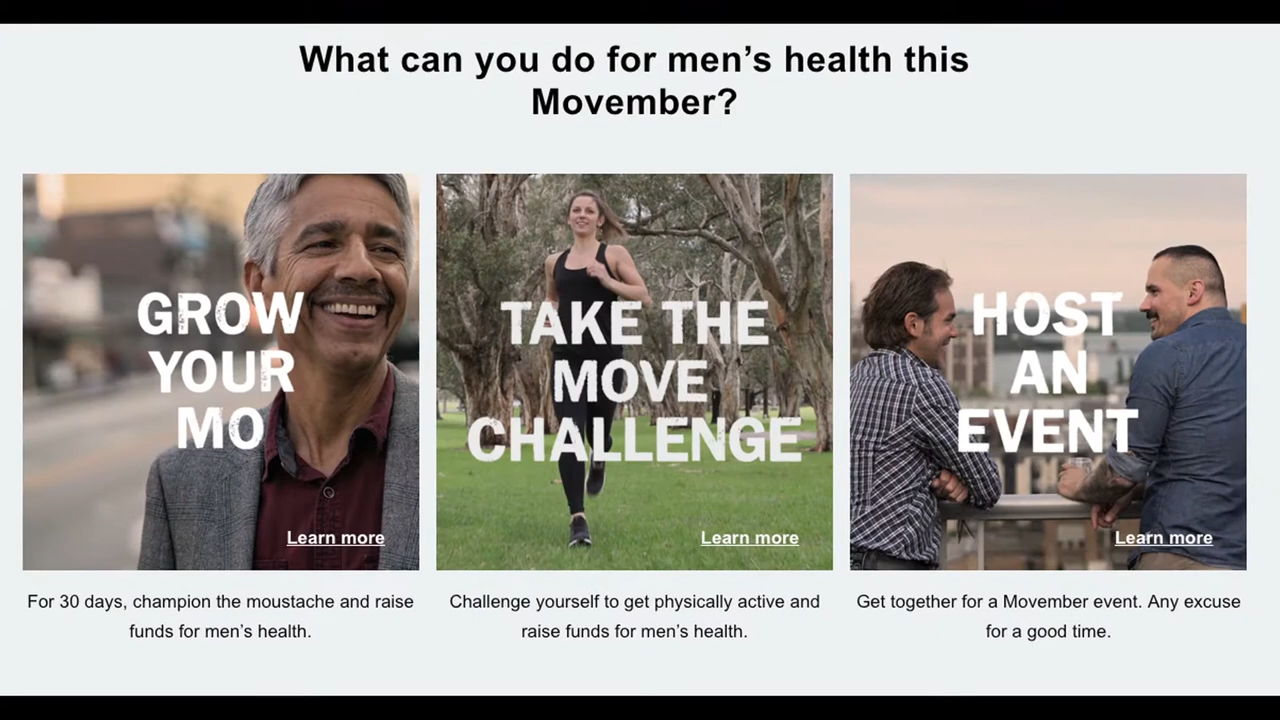 What can you do for men’s health this
Movember?
GROW
YOUR
MO
Learn more
For 30 days, champion the moustache and raise
funds for men’s health.
TAKE THE
MOVE
CHALLENGE
Learn more
Challenge yourself to get physically active and
raise funds for men’s health.
HOST
AN
EVENT
Learn more
Get together for a Movember event. Any excuse
for a good time.